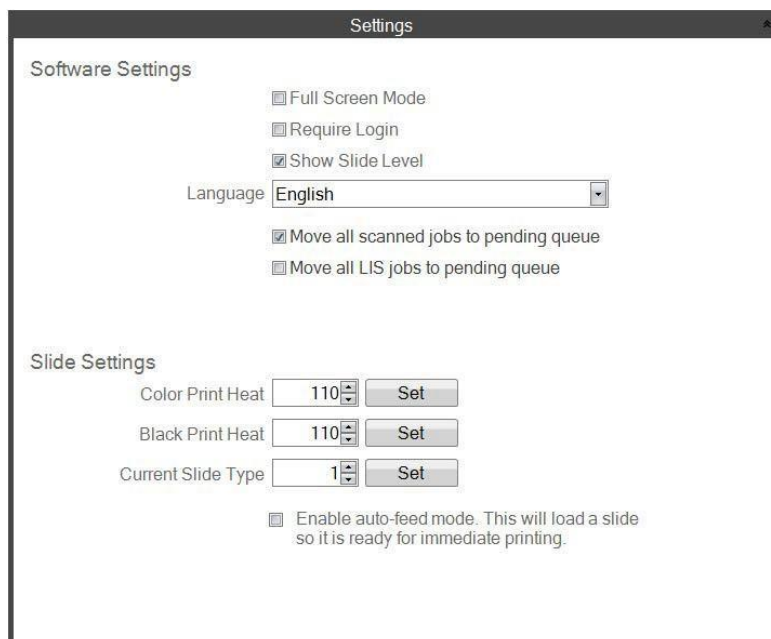 Settings
Software Settings
Full Screen Mode
Require Login
Show Slide Level
Language English
Move all scanned jobs to pending queue
Move all LIS jobs to pending queue
Slide Settings
Color Print Heat 110 Set
Black Print Heat 110 Set
Current Slide Type 1 Set
Enable auto-feed mode. This will load a slide
so it is ready for immediate printing.